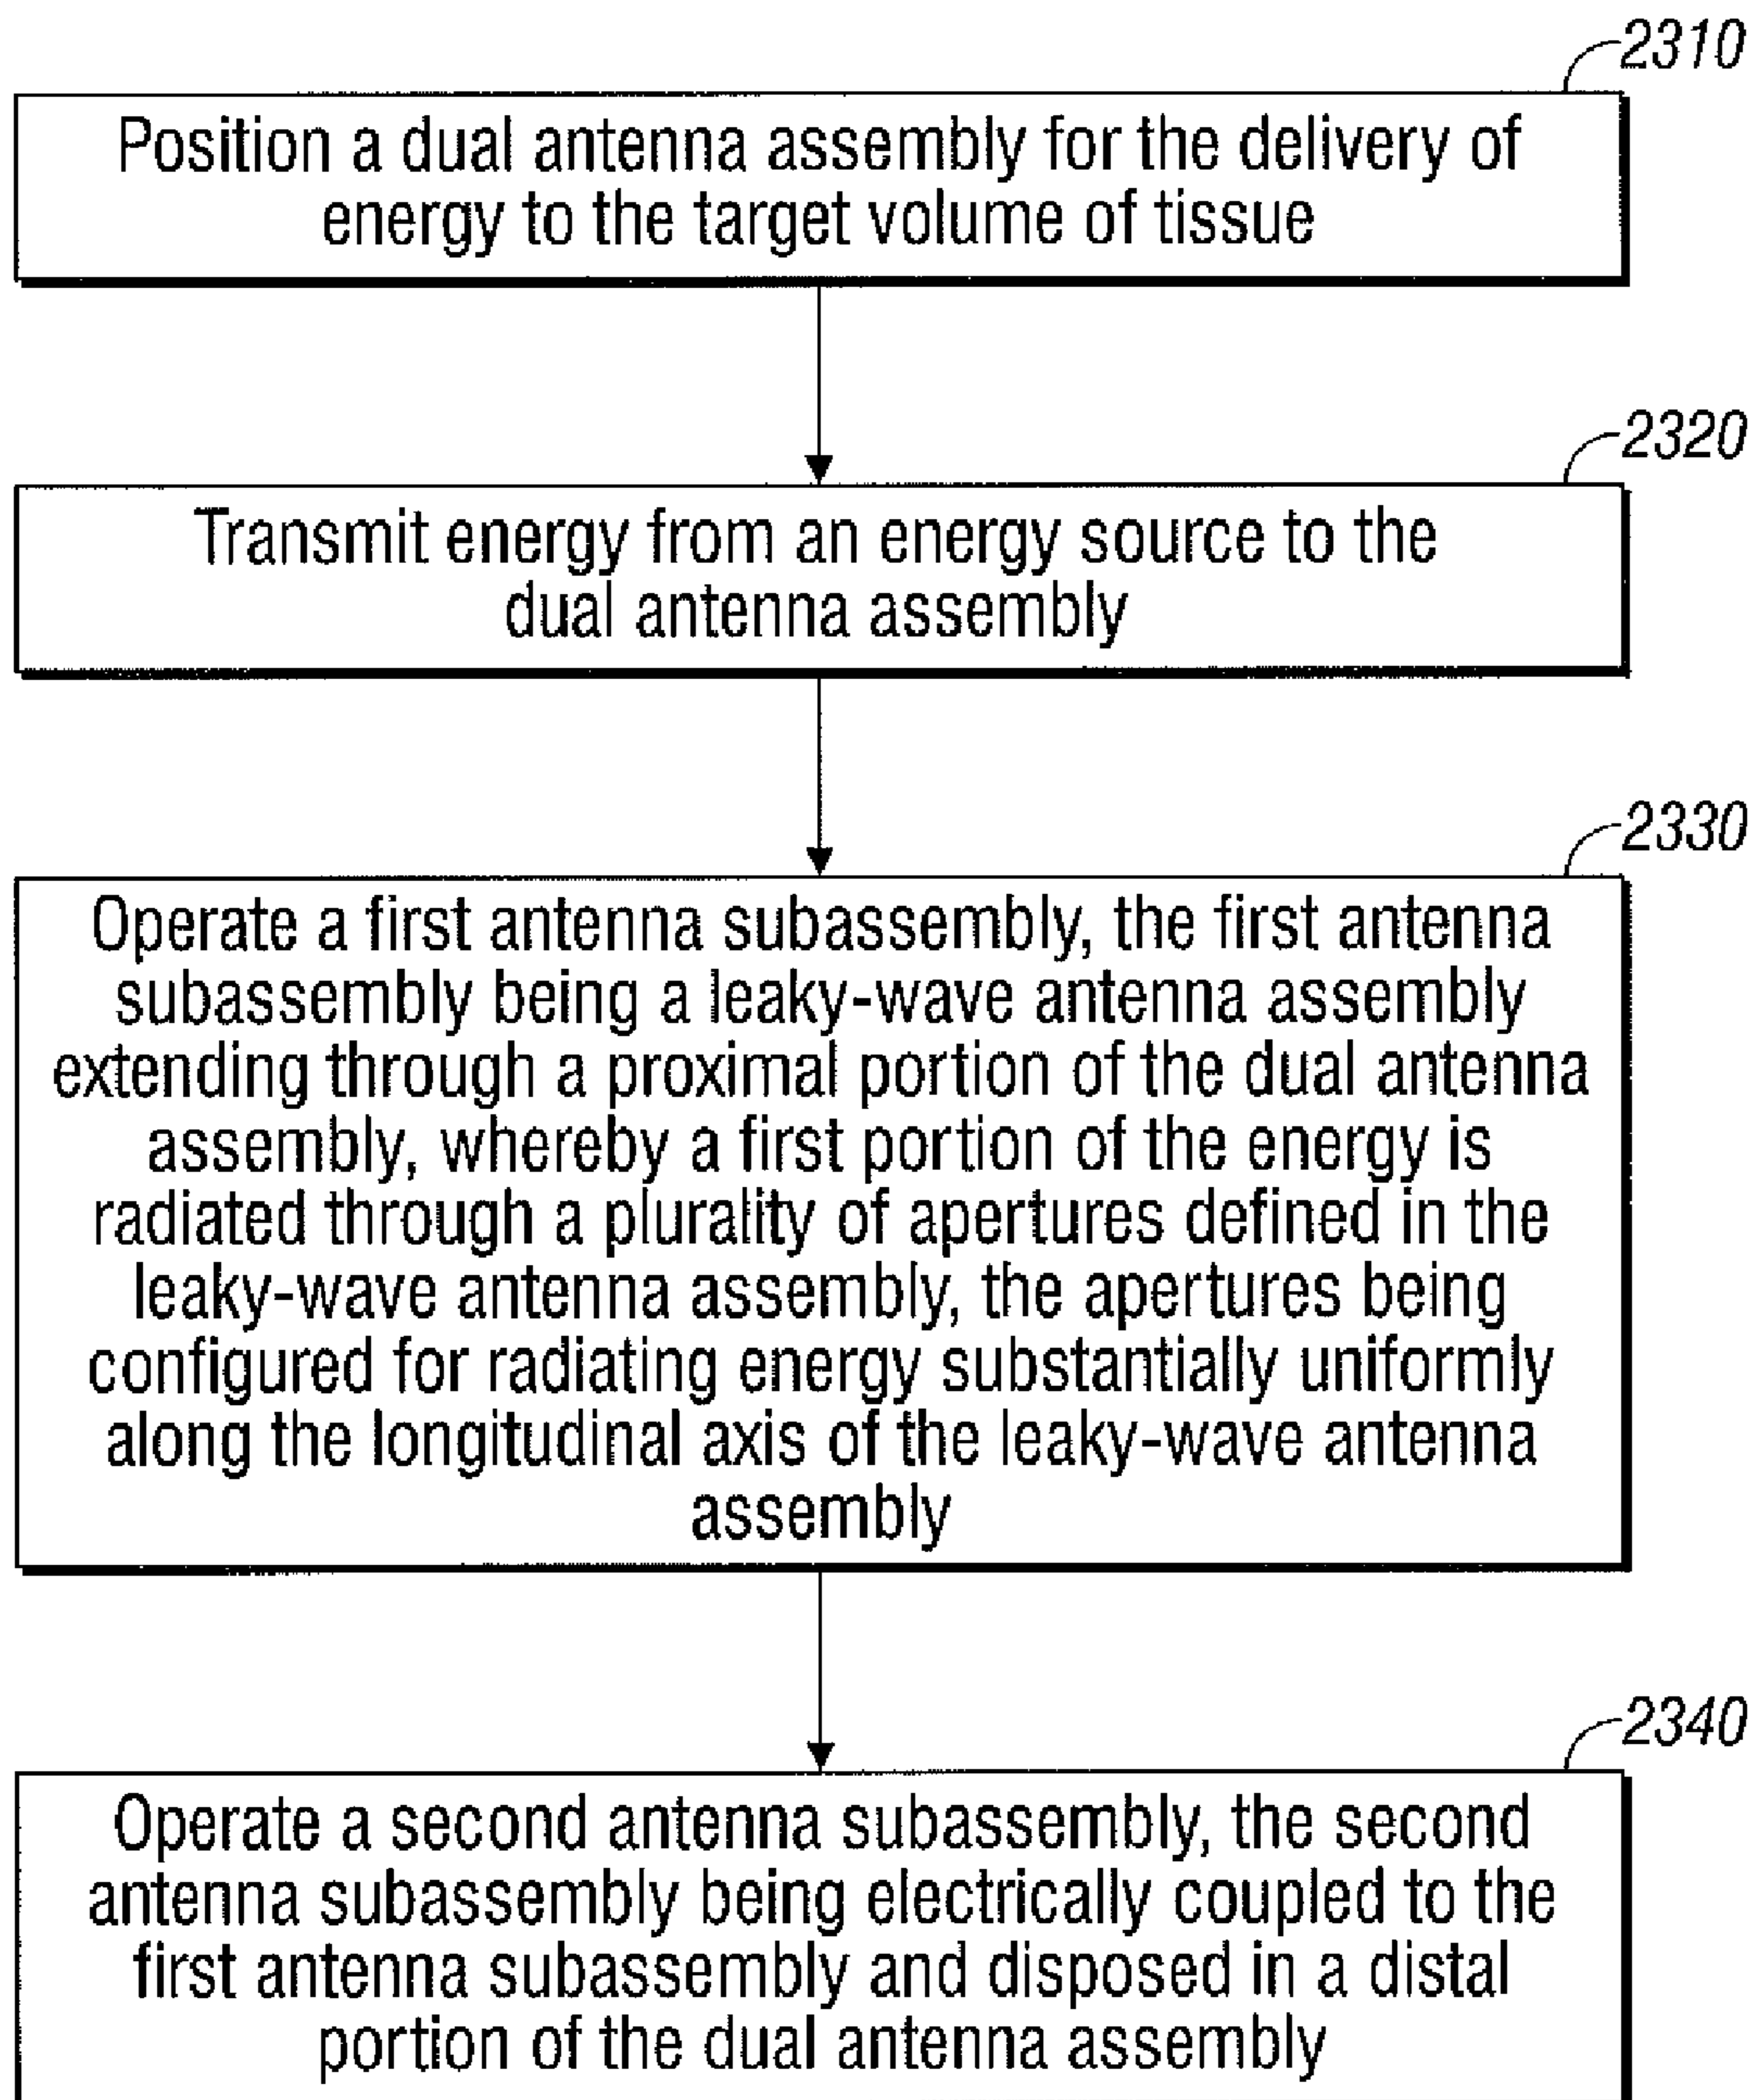 2310
Position a dual antenna assembly for the delivery of
energy to the target volume of tissue
2320
Transmit energy from an energy source to the
dual antenna assembly
2330
Operate a first antenna subassembly, the first antenna
subassembly being a leaky-wave antenna assembly
extending through a proximal portion of the dual antenna
assembly, whereby a first portion of the energy is
radiated through a plurality of apertures defined in the
leaky-wave antenna assembly, the apertures being
configured for radiating energy substantially uniformly
along the longitudinal axis of the leaky-wave antenna
assembly
2340
Operate a second antenna subassembly, the second
antenna subassembly being electrically coupled to the
first antenna subassembly and disposed in a distal
portion of the dual antenna assembly